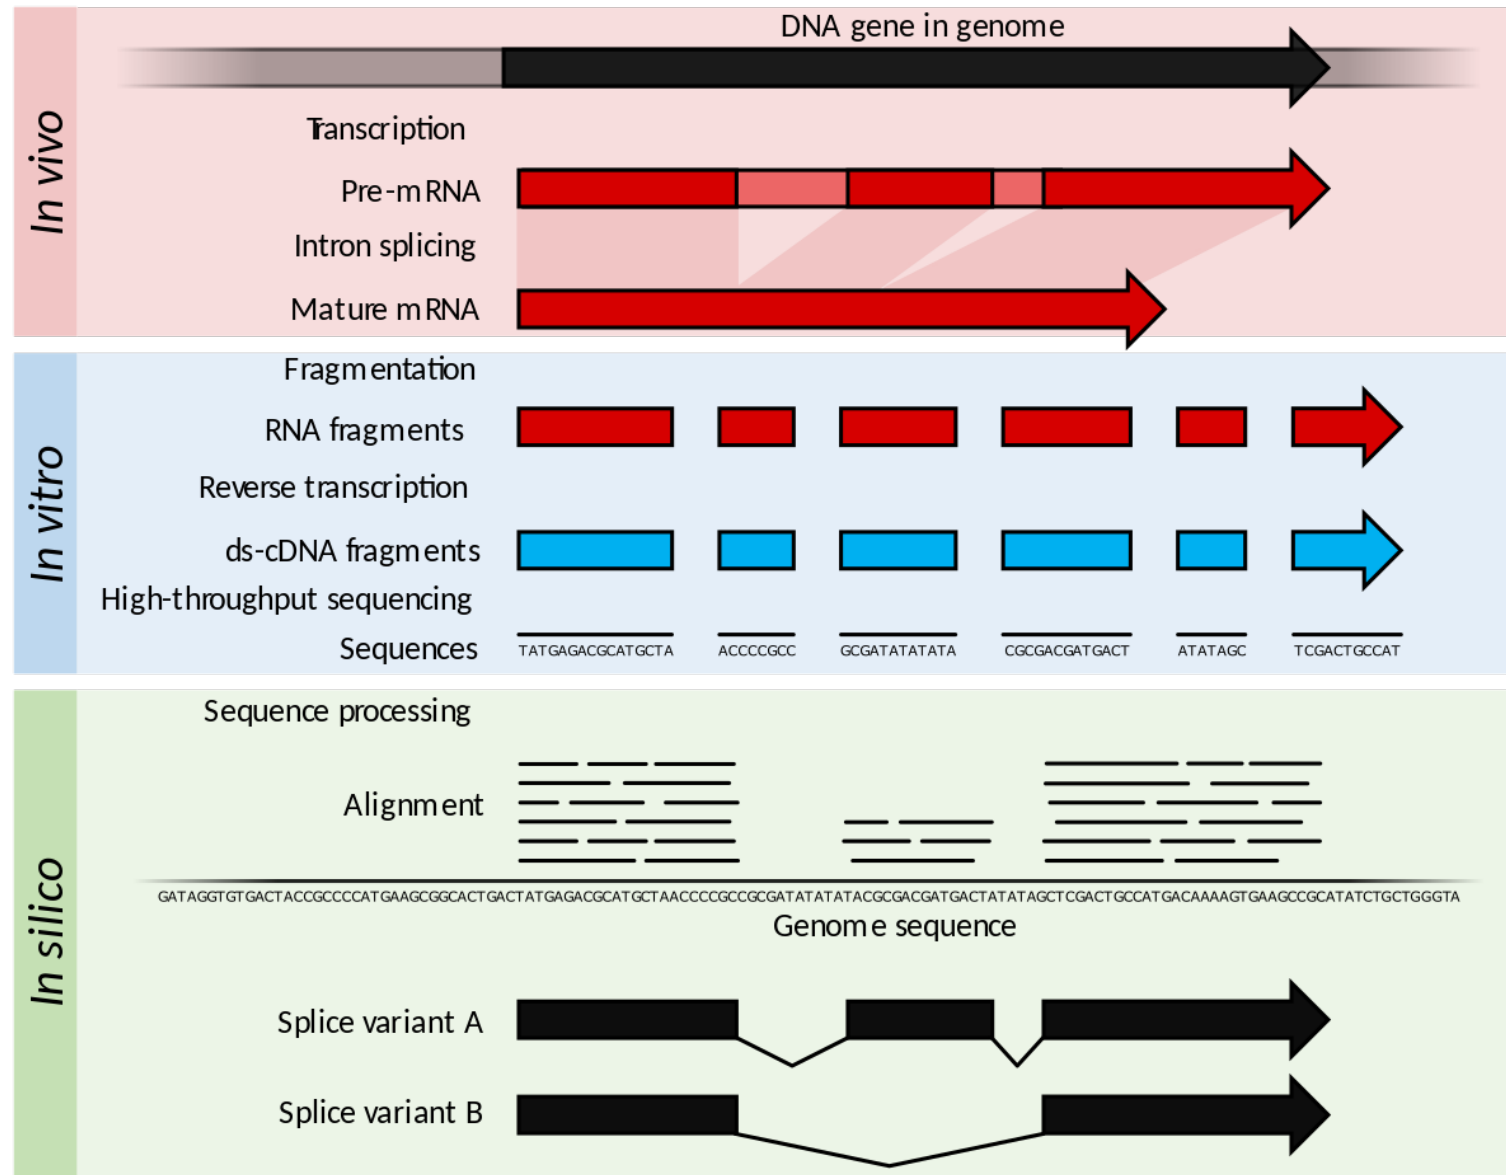 In vivo
DNA gene in genome
Transcription
Pre-mRNA
Intron splicing
Mature mRNA
In vitro
Fragmentation
RNA fragments
Reverse transcription
ds-cDNA fragments
High-throughput sequencing
Sequences
TATGAGACGCATGCTA ACCCCGCC GCGATATATATA CGCGACGATGACT ATATAGC TCGACTGCCAT
In silico
Sequence processing
Alignment
GATAGGTGTGACTACCGCCCCATGAAGCGGCACTGACTATGAGACGCATGCTAACCCCGCCGCGATATATATACGCGACGATGACTATATAGCTCGACTGCCATGACAAAAGTGAAGCCGCATATCTGCTGGGTA
Genome sequence
Splice variant A
Splice variant B